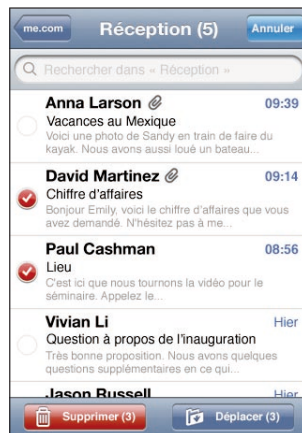 me.com Réception (5) Annuler
Rechercher dans « Réception »
Anna Larson 09:39
Vacances au Mexique
Voici une photo de Sandy en train de faire du
kayak. Nous avons aussi loué un bateau...
David Martinez 09:14
Chiffre d'affaires
Bonjour Emily, voici le chiffre d'affaires que vous
avez demandé. N'hésitez pas à me...
Paul Cashman 08:56
Lieu
C'est ici que nous tournons la vidéo pour le
séminaire. Appelez le...
Vivian Li Hier
Question à propos de l'inauguration
Très bonne proposition. Nous avons quelques
questions supplémentaires en ce qui...
Jason Russell Hier
Supprimer (3) Déplacer (3)